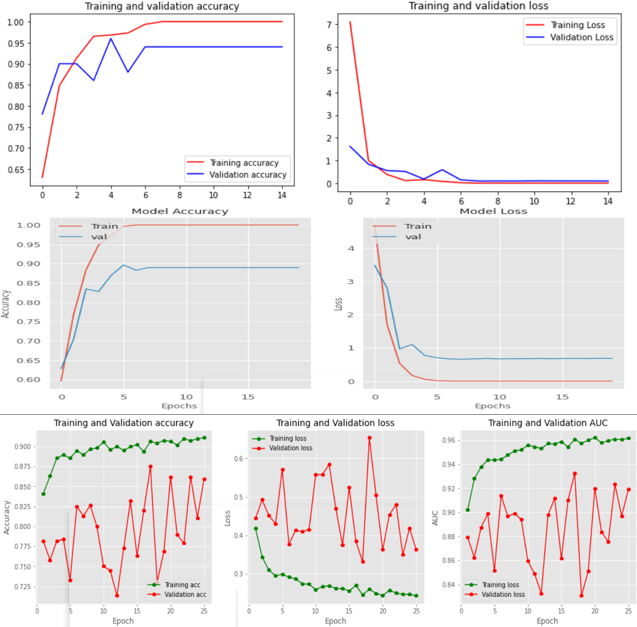 Training and validation accuracy
Training and validation loss
1.00
0.95
0.90
0.85
0.80
0.75
0.70
0.65
Training accuracy
Validation accuracy
0 2 4 6 8 10 12 14
7
6
5
4
3
2
1
0
Training Loss
Validation Loss
0 2 4 6 8 10 12 14
Model Accuracy
Model Loss
1.00
0.95
0.90
0.85
0.80
0.75
0.70
0.65
0.60
Accuracy
Train
val
0 5 10 15
Epochs
4
3
2
1
0
Loss
Train
val
0 5 10 15
Epochs
Training and Validation accuracy
Training and Validation loss
Training and Validation AUC
0.900
0.875
0.850
0.825
0.800
0.775
0.750
0.725
Accuracy
Training acc
Validation acc
0 5 10 15 20 25
Epoch
0.6
0.5
0.4
0.3
Loss
Training loss
Validation loss
0 5 10 15 20 25
Epoch
0.96
0.94
0.92
0.90
0.88
0.86
0.84
AUC
Training loss
Validation loss
0 5 10 15 20 25
Epoch